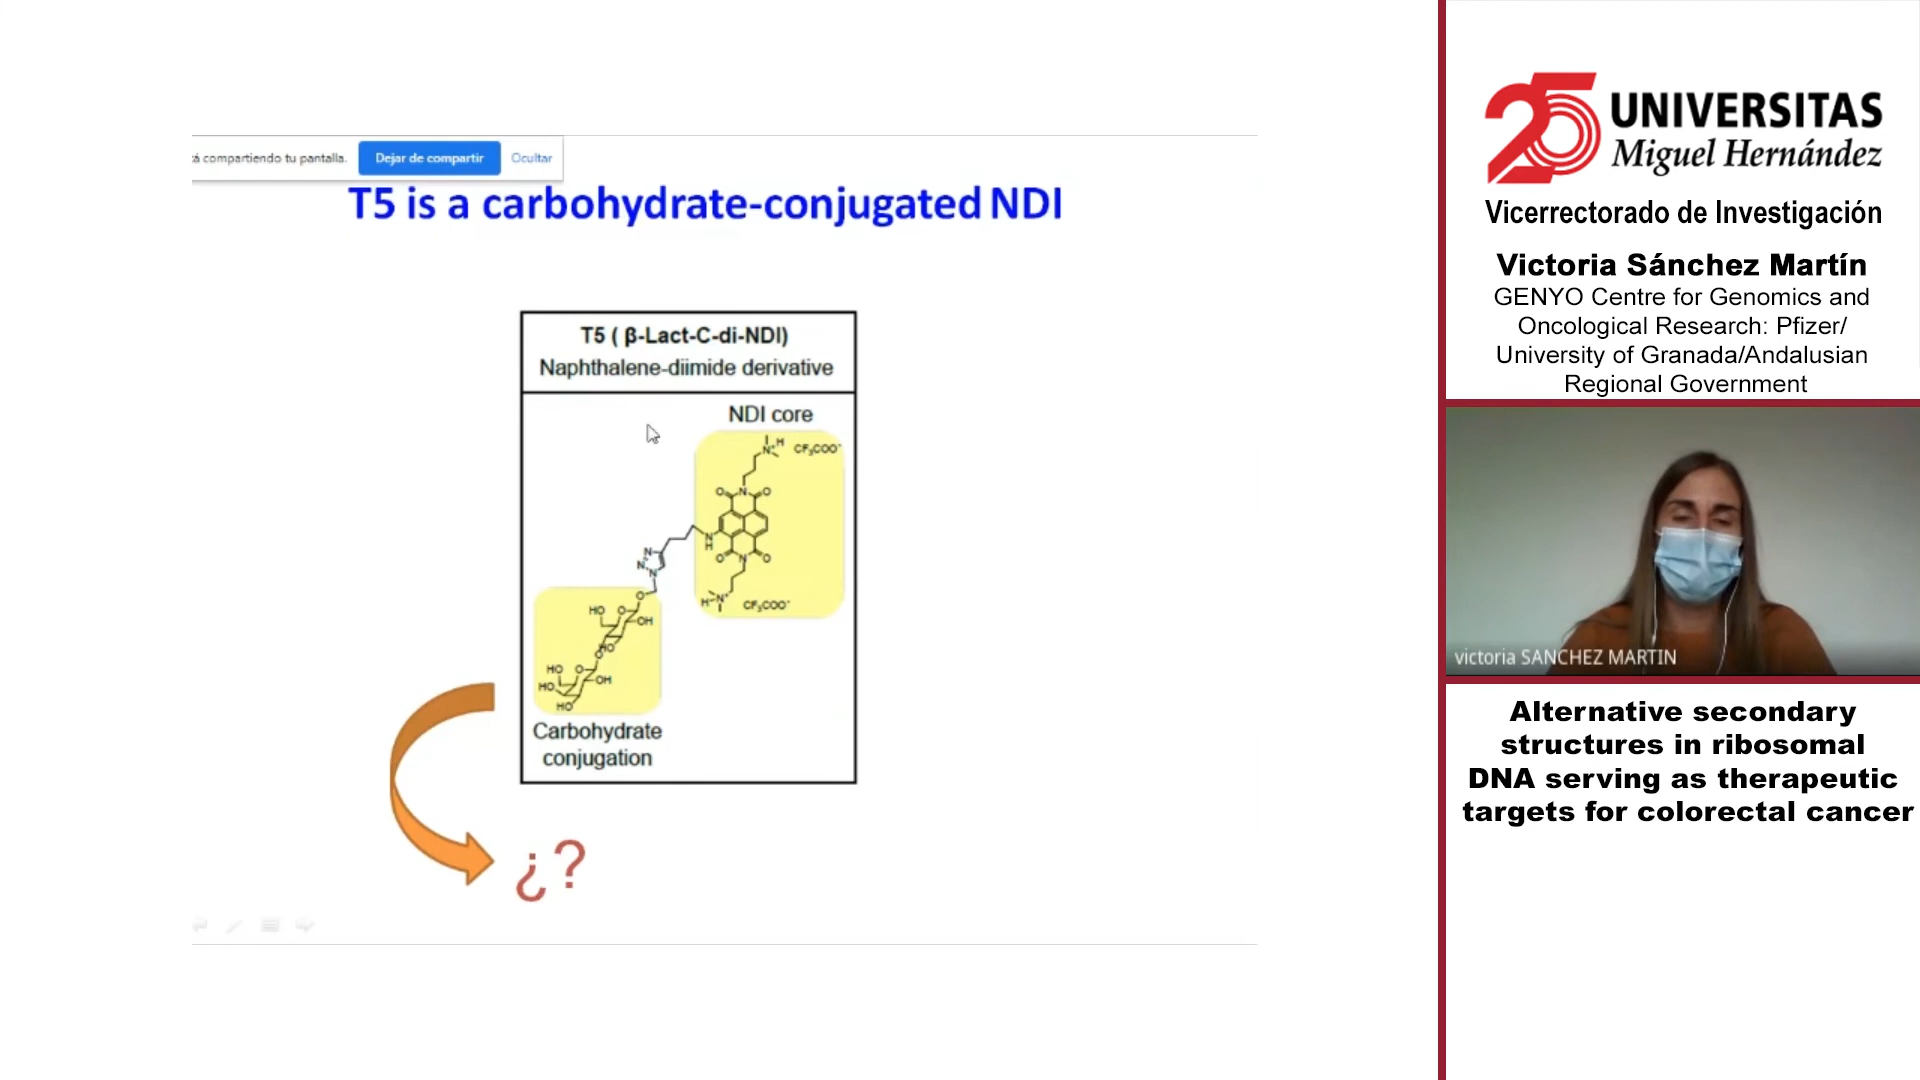 á compartiendo tu pantalla. Dejar de compartir Ocultar
T5 is a carbohydrate-conjugated NDI
T5 ( β-Lact-C-di-NDI)
Naphthalene-diimide derivative
NDI core
N⁺ H CF₃COO⁻
O N O
O N O
N H
N N N
H-N⁺ CF₃COO⁻
O
HO O OH
HO
O
HO O OH
HO
HO
Carbohydrate
conjugation
¿?
25 UNIVERSITAS
Miguel Hernández
Vicerrectorado de Investigación
Victoria Sánchez Martín
GENYO Centre for Genomics and
Oncological Research: Pfizer/
University of Granada/Andalusian
Regional Government
victoria SANCHEZ MARTIN
Alternative secondary
structures in ribosomal
DNA serving as therapeutic
targets for colorectal cancer